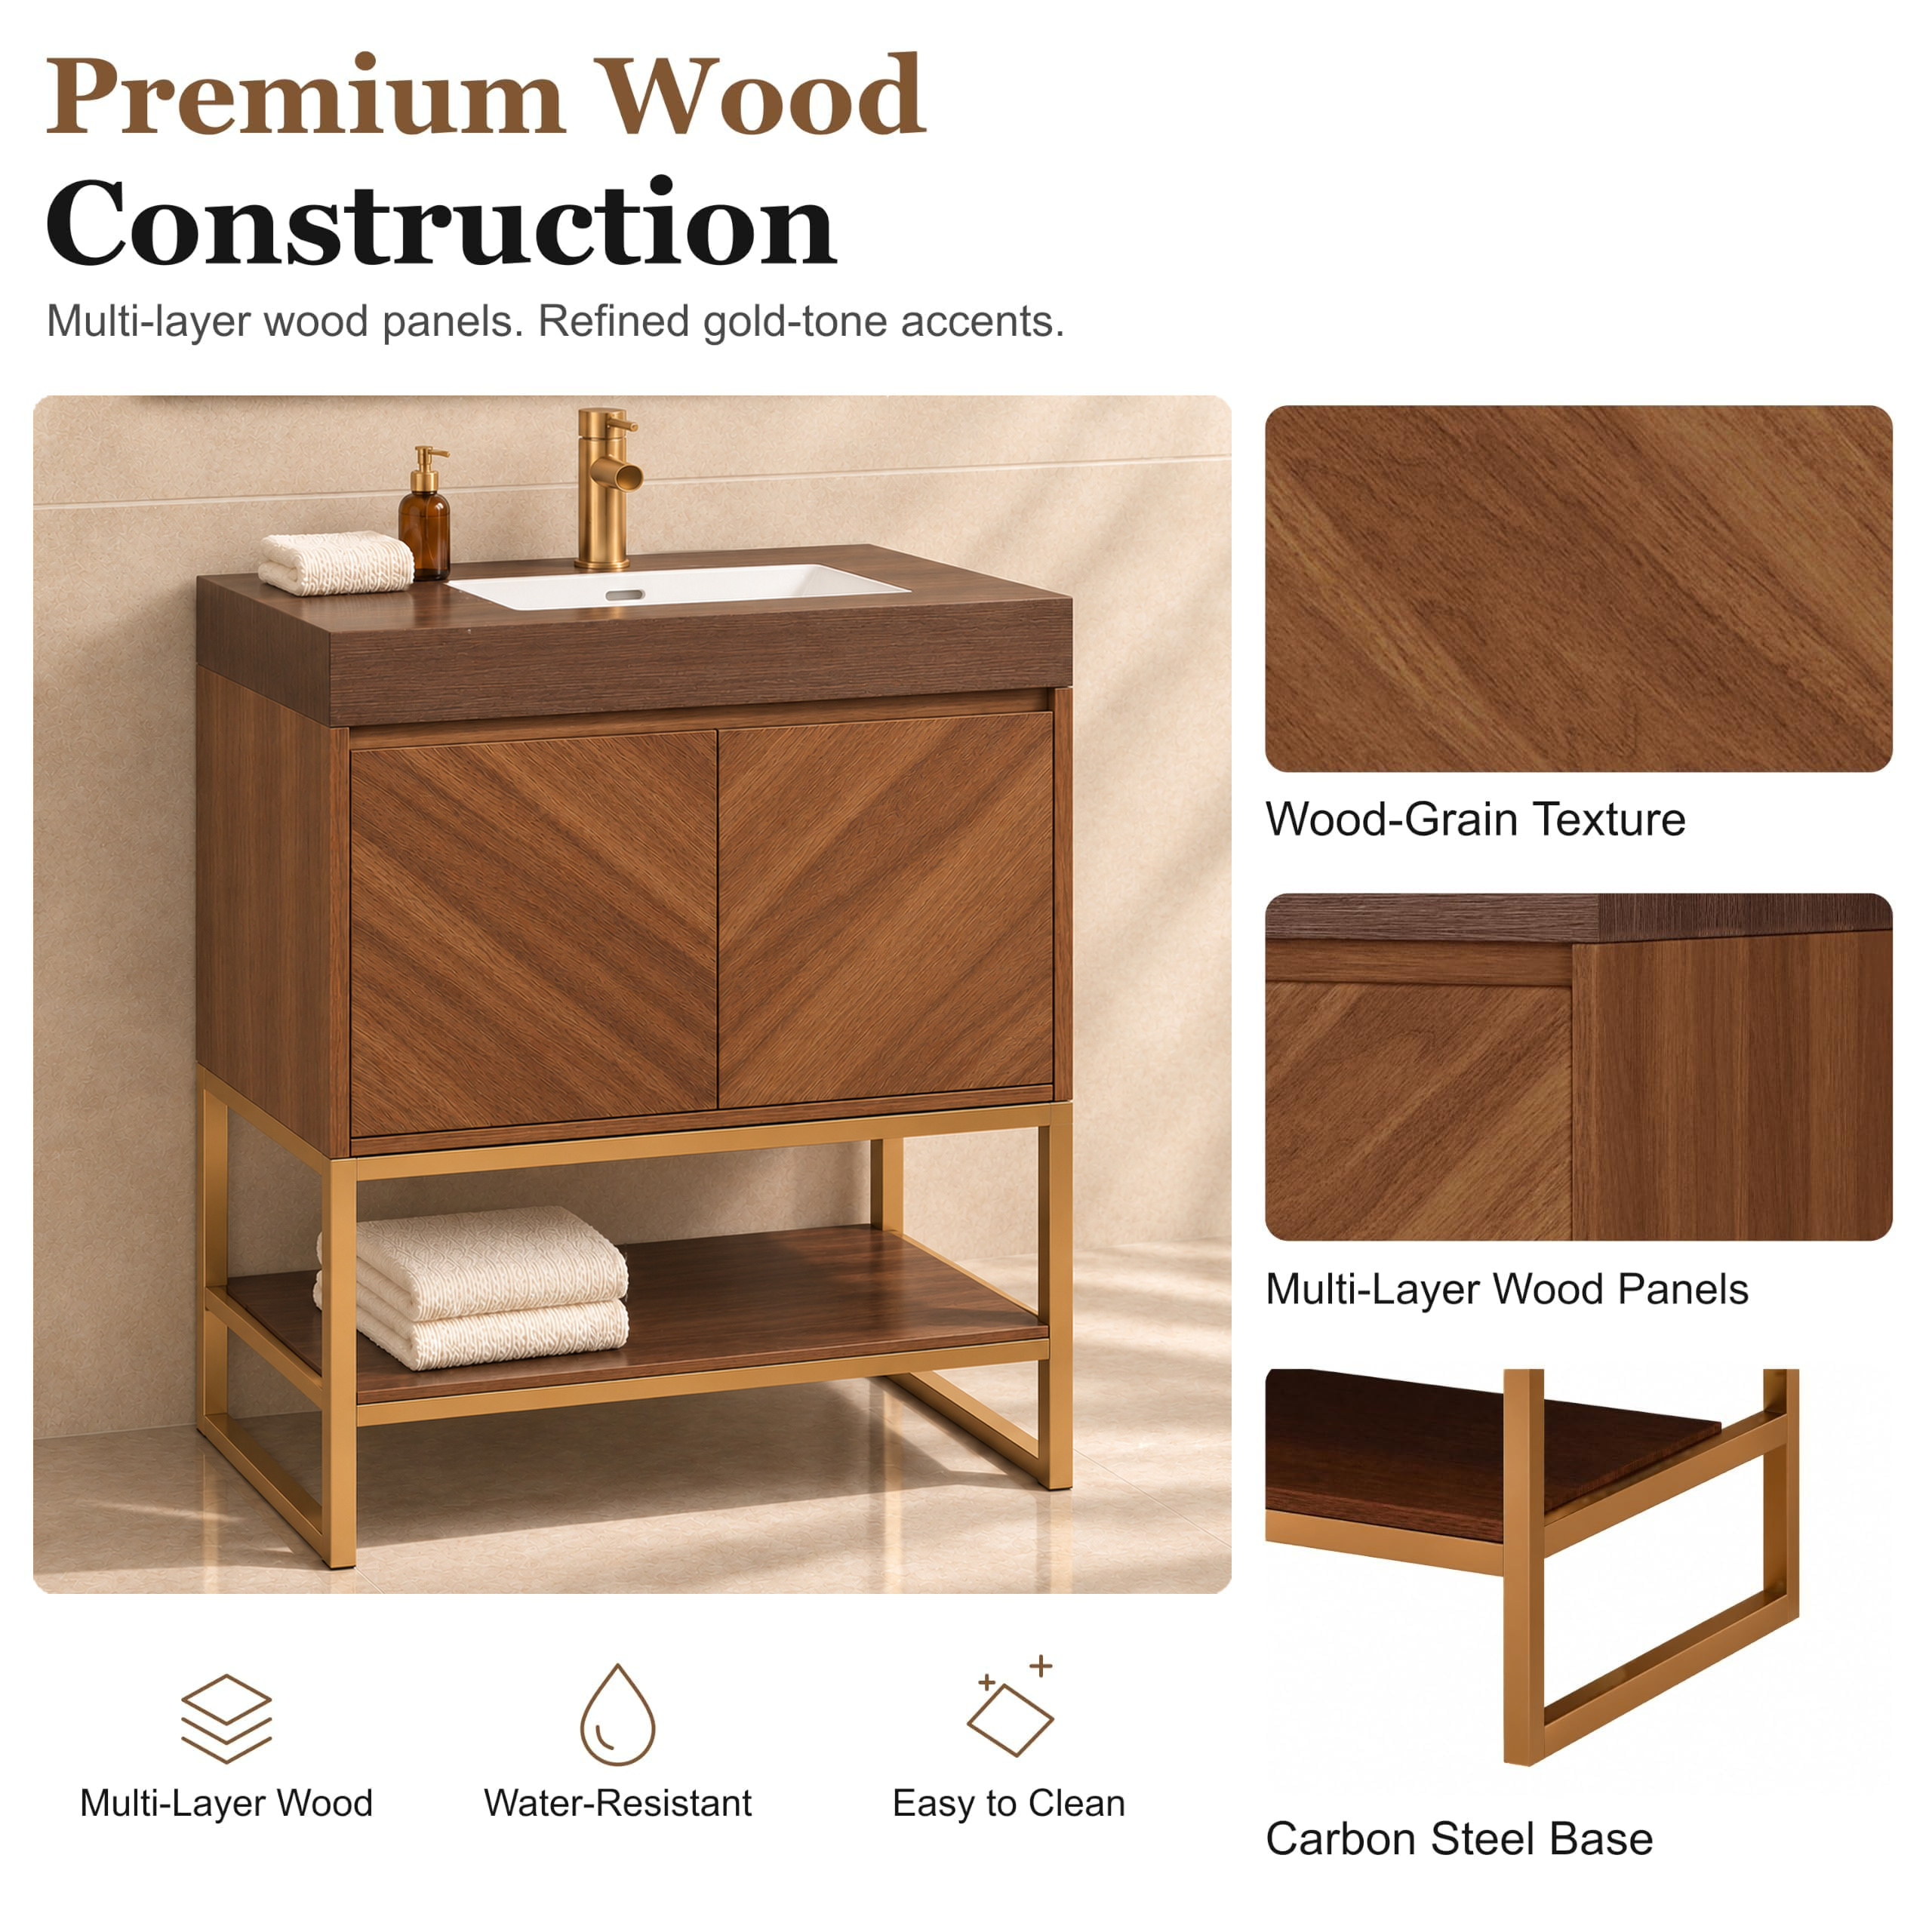 Premium Wood
Construction
Multi-layer wood panels. Refined gold-tone accents.
Wood-Grain Texture
Multi-Layer Wood Panels
Carbon Steel Base
Multi-Layer Wood
Water-Resistant
Easy to Clean